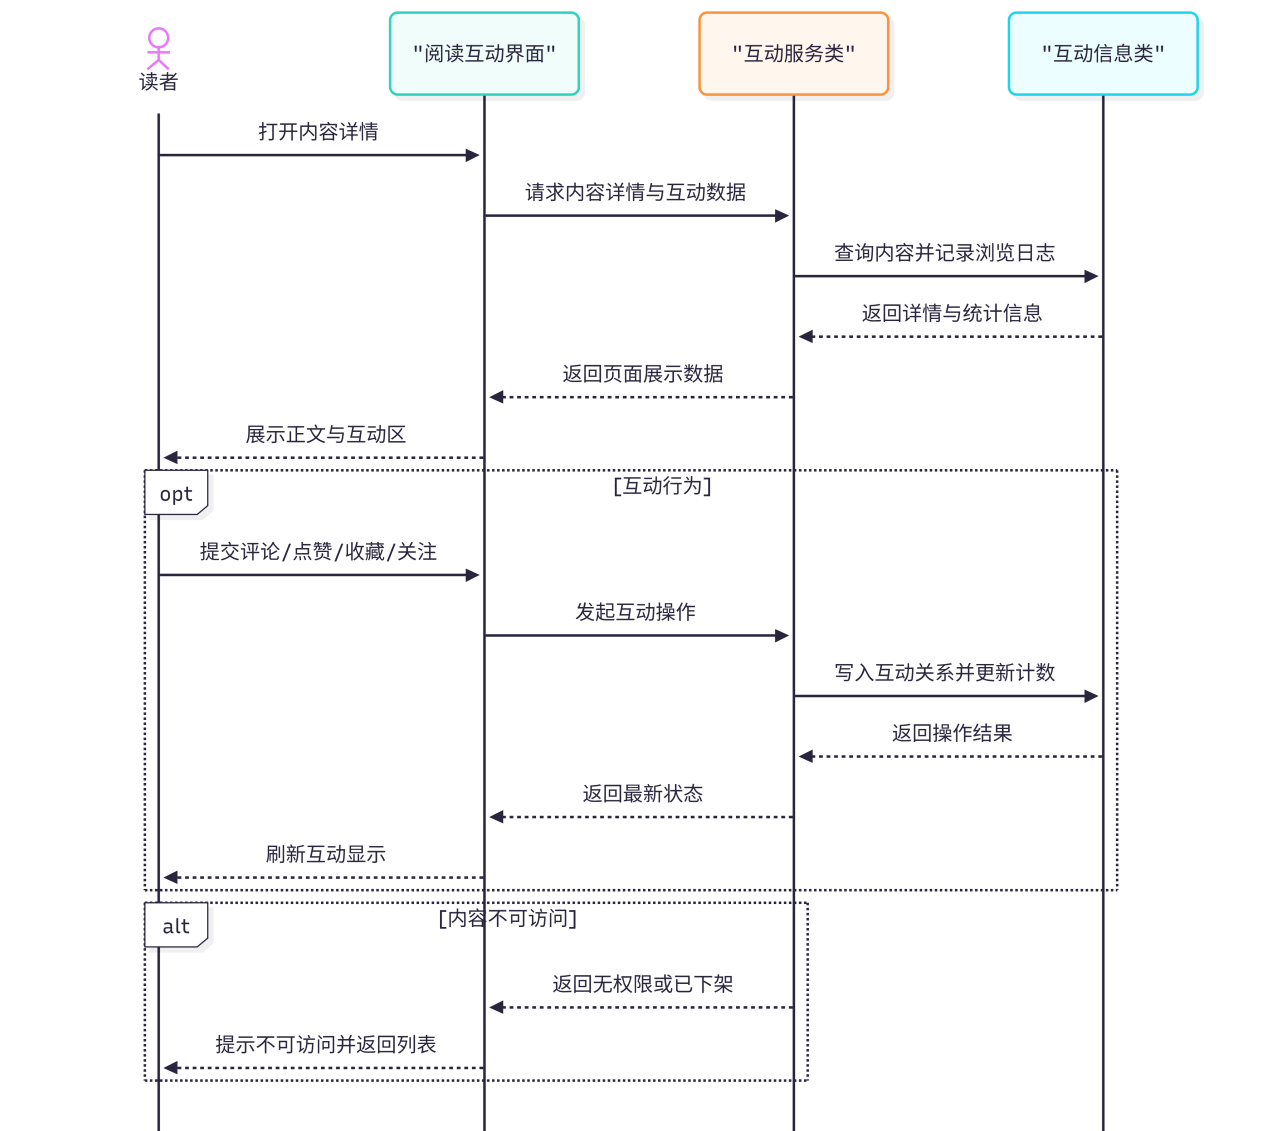 读者
"阅读互动界面"
"互动服务类"
"互动信息类"
打开内容详情
请求内容详情与互动数据
查询内容并记录浏览日志
返回详情与统计信息
返回页面展示数据
展示正文与互动区
opt
[互动行为]
提交评论/点赞/收藏/关注
发起互动操作
写入互动关系并更新计数
返回操作结果
返回最新状态
刷新互动显示
alt
[内容不可访问]
返回无权限或已下架
提示不可访问并返回列表